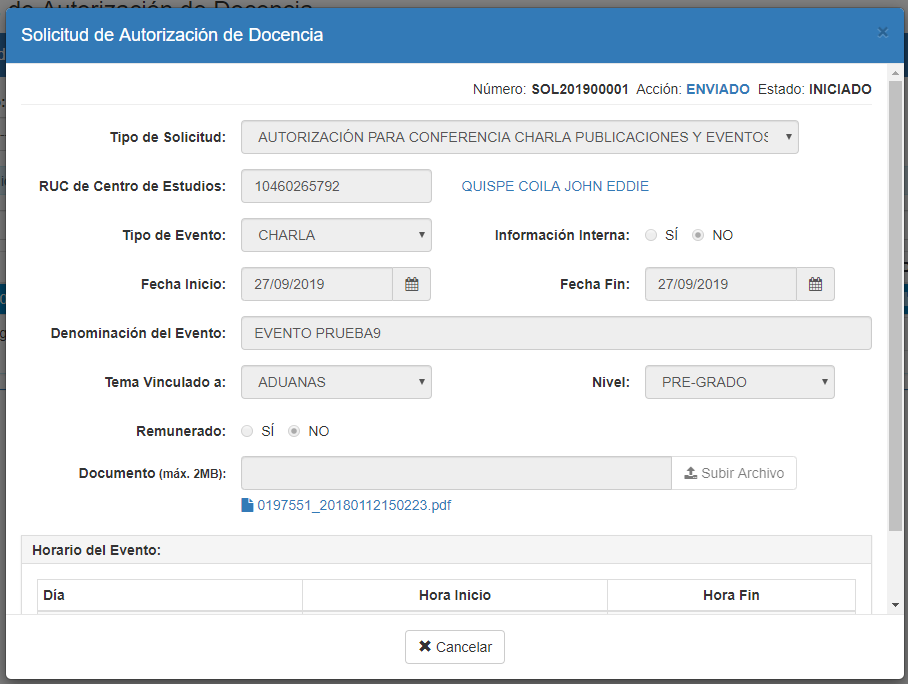 de Autorización de Docencia
Solicitud de Autorización de Docencia ×
Número: SOL201900001 Acción: ENVIADO Estado: INICIADO
Tipo de Solicitud: AUTORIZACIÓN PARA CONFERENCIA CHARLA PUBLICACIONES Y EVENTOS
RUC de Centro de Estudios: 10460265792 QUISPE COILA JOHN EDDIE
Tipo de Evento: CHARLA Información Interna: SÍ NO
Fecha Inicio: 27/09/2019 Fecha Fin: 27/09/2019
Denominación del Evento: EVENTO PRUEBA9
Tema Vinculado a: ADUANAS Nivel: PRE-GRADO
Remunerado: SÍ NO
Documento (máx. 2MB): Subir Archivo
0197551_20180112150223.pdf
Horario del Evento:
Día Hora Inicio Hora Fin
Cancelar